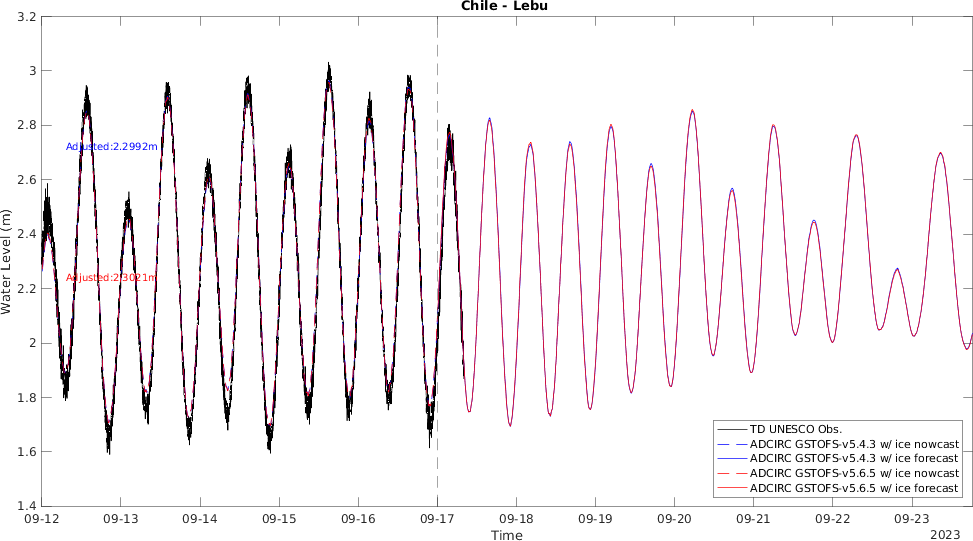 Chile - Lebu
3.2
3
2.8
2.6
2.4
2.2
2
1.8
1.6
1.4
Water Level (m)
Adjusted:2.2992m
Adjusted:2.3021m
TD UNESCO Obs.
ADCIRC GSTOFS-v5.4.3 w/ ice nowcast
ADCIRC GSTOFS-v5.4.3 w/ ice forecast
ADCIRC GSTOFS-v5.6.5 w/ ice nowcast
ADCIRC GSTOFS-v5.6.5 w/ ice forecast
09-12 09-13 09-14 09-15 09-16 09-17 09-18 09-19 09-20 09-21 09-22 09-23
Time
2023